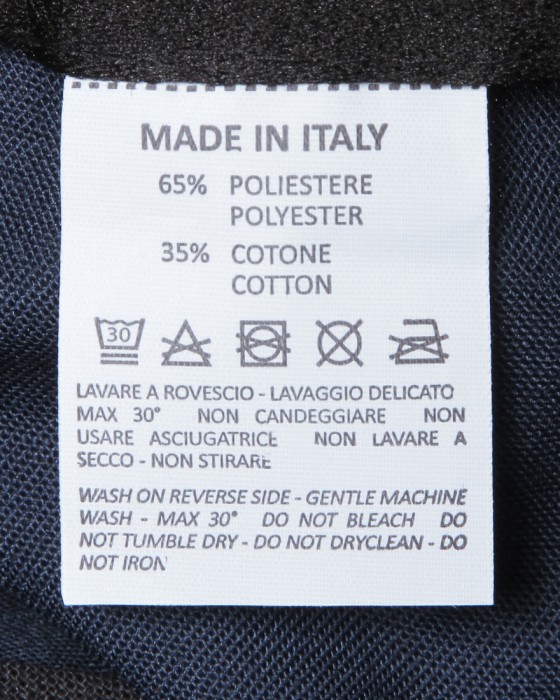 MADE IN ITALY
65% POLIESTERE
POLYESTER
35% COTONE
COTTON
30
LAVARE A ROVESCIO - LAVAGGIO DELICATO
MAX 30° NON CANDEGGIARE NON
USARE ASCIUGATRICE NON LAVARE A
SECCO - NON STIRARE
WASH ON REVERSE SIDE - GENTLE MACHINE
WASH - MAX 30° DO NOT BLEACH DO
NOT TUMBLE DRY - DO NOT DRYCLEAN - DO
NOT IRON